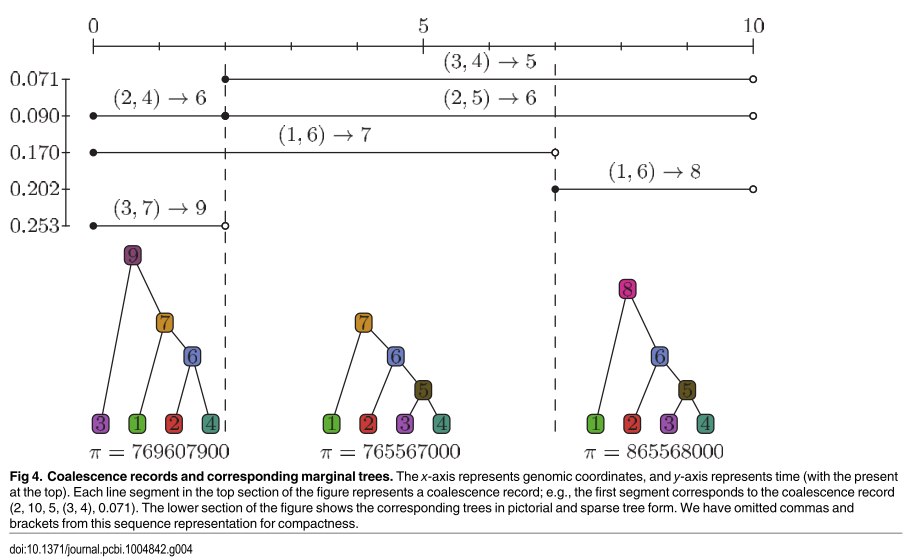 0 5 10
(3, 4) → 5
0.071
(2, 4) → 6 (2, 5) → 6
0.090
(1, 6) → 7
0.170
(1, 6) → 8
0.202
(3, 7) → 9
0.253
9
8
7 7
6 6 6
5 5
3 1 2 4 1 2 3 4 1 2 3 4
π = 769607900 π = 765567000 π = 865568000
Fig 4. Coalescence records and corresponding marginal trees. The x-axis represents genomic coordinates, and y-axis represents time (with the present
at the top). Each line segment in the top section of the figure represents a coalescence record; e.g., the first segment corresponds to the coalescence record
(2, 10, 5, (3, 4), 0.071). The lower section of the figure shows the corresponding trees in pictorial and sparse tree form. We have omitted commas and
brackets from this sequence representation for compactness.
doi:10.1371/journal.pcbi.1004842.g004